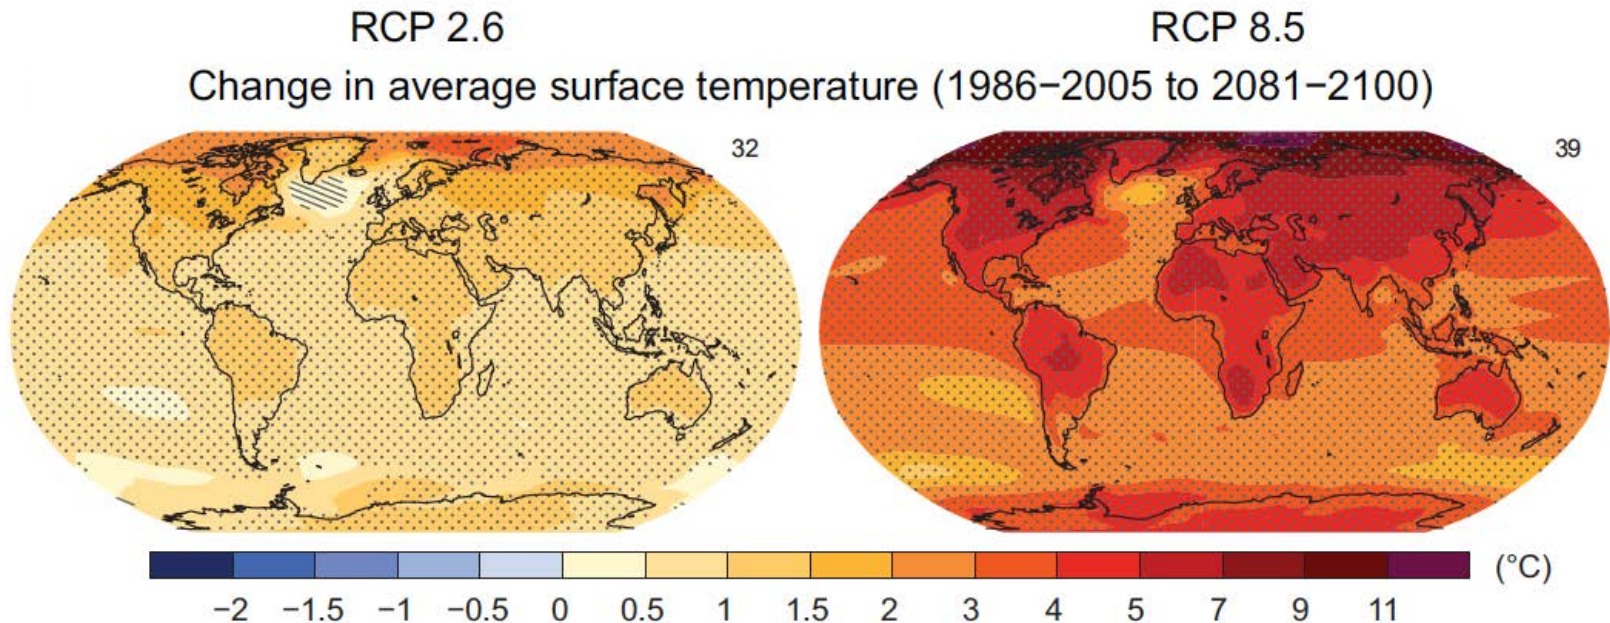 RCP 2.6 RCP 8.5
Change in average surface temperature (1986−2005 to 2081−2100)
32 39
(°C)
−2 −1.5 −1 −0.5 0 0.5 1 1.5 2 3 4 5 7 9 11